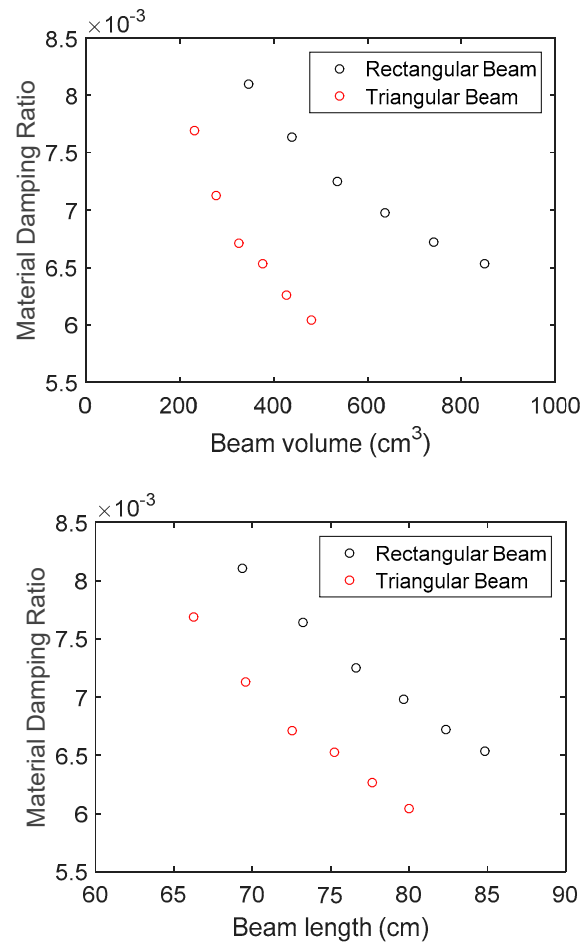 ×10⁻³
8.5
8
7.5
7
6.5
6
5.5
Material Damping Ratio
Rectangular Beam
Triangular Beam
0 200 400 600 800 1000
Beam volume (cm³)
×10⁻³
8.5
8
7.5
7
6.5
6
5.5
Material Damping Ratio
Rectangular Beam
Triangular Beam
60 65 70 75 80 85 90
Beam length (cm)